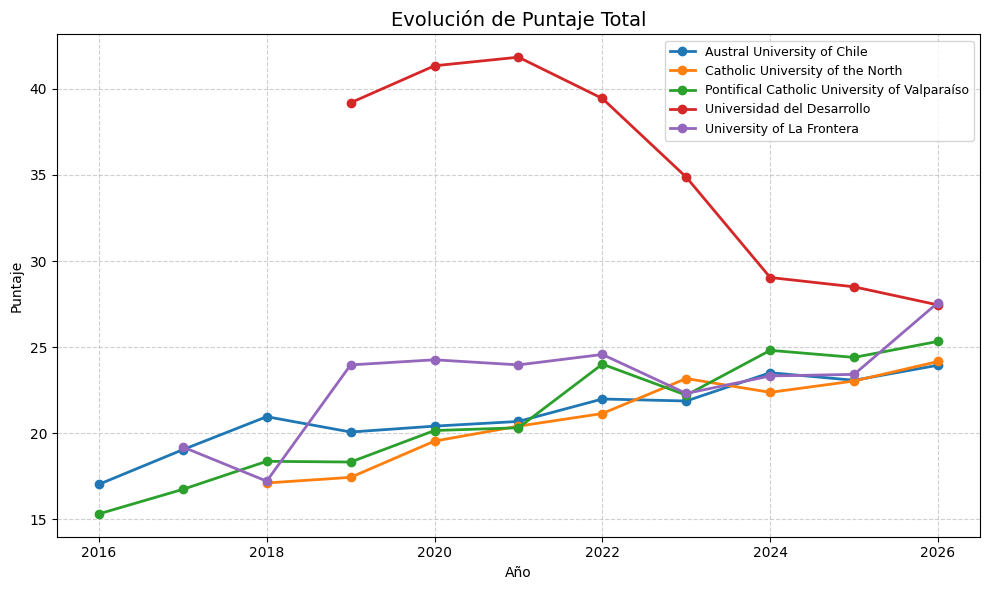 Evolución de Puntaje Total
Austral University of Chile
Catholic University of the North
Pontifical Catholic University of Valparaíso
Universidad del Desarrollo
University of La Frontera
Puntaje
40
35
30
25
20
15
2016 2018 2020 2022 2024 2026
Año